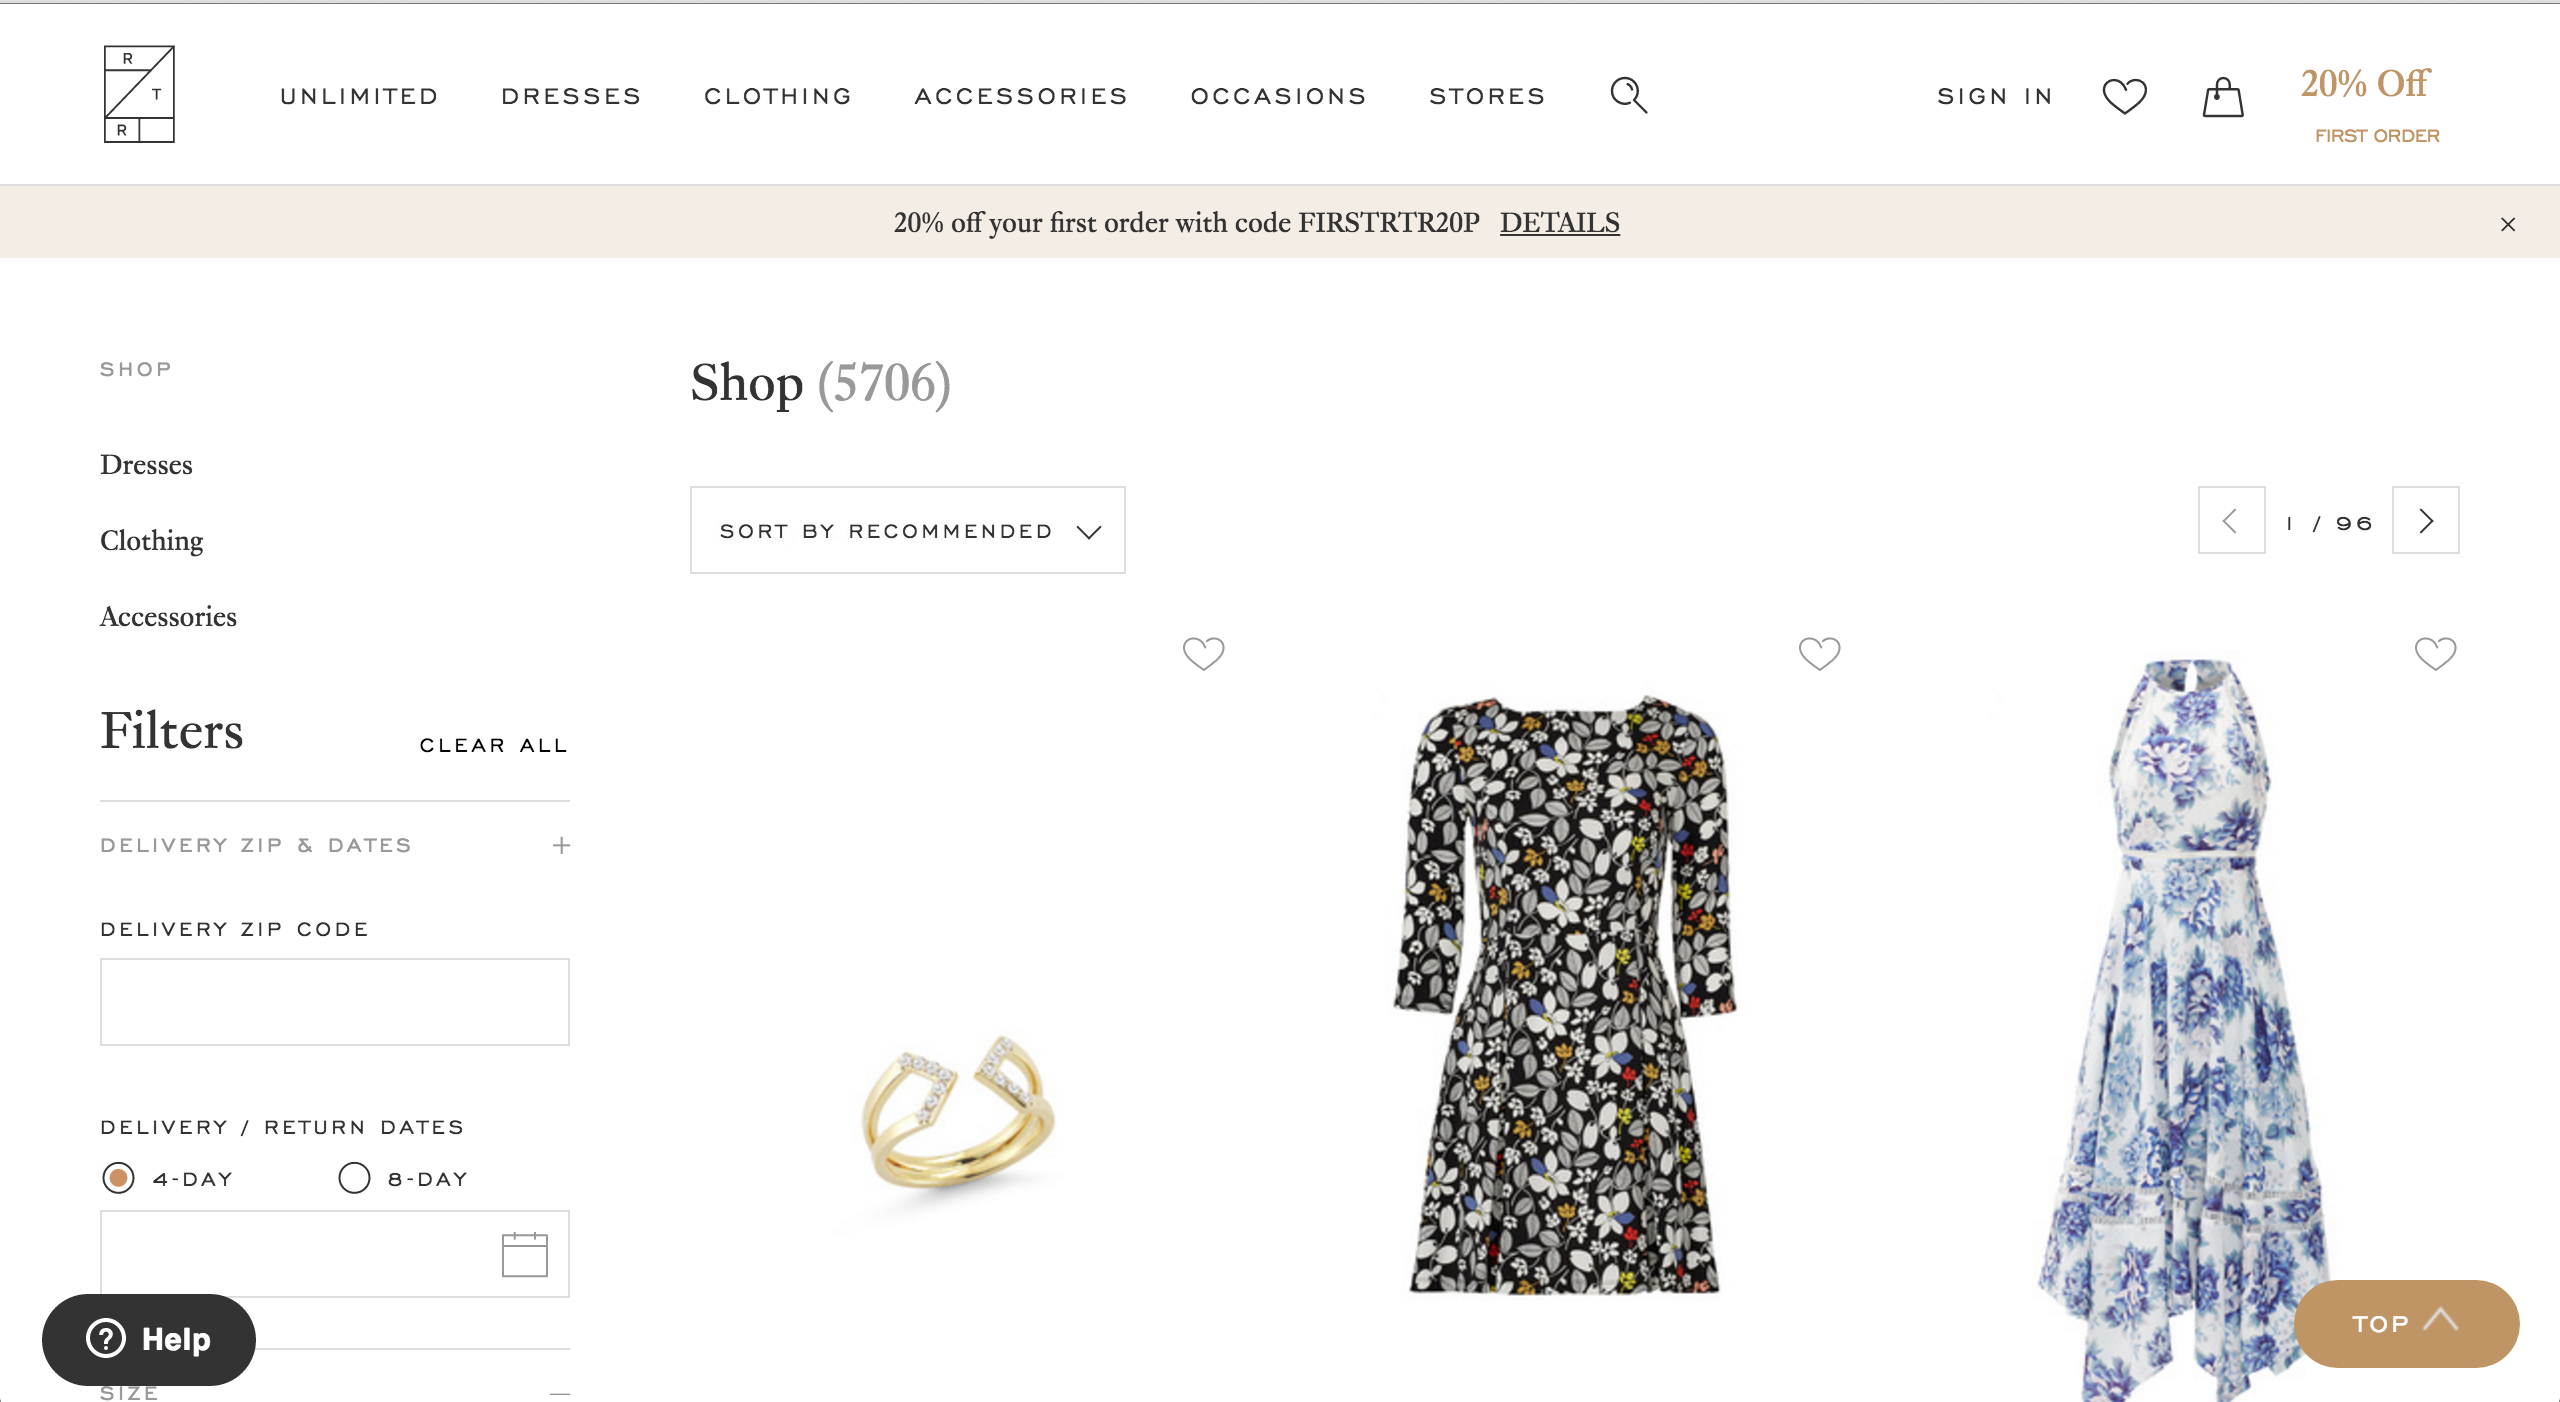 R
T
R
UNLIMITED DRESSES CLOTHING ACCESSORIES OCCASIONS STORES SIGN IN 20% Off
FIRST ORDER
20% off your first order with code FIRSTRTR20P DETAILS
SHOP
Shop (5706)
Dresses
Clothing
Accessories
SORT BY RECOMMENDED
1 / 96
Filters
CLEAR ALL
DELIVERY ZIP & DATES +
DELIVERY ZIP CODE
DELIVERY / RETURN DATES
4-DAY 8-DAY
Help
TOP
SIZE